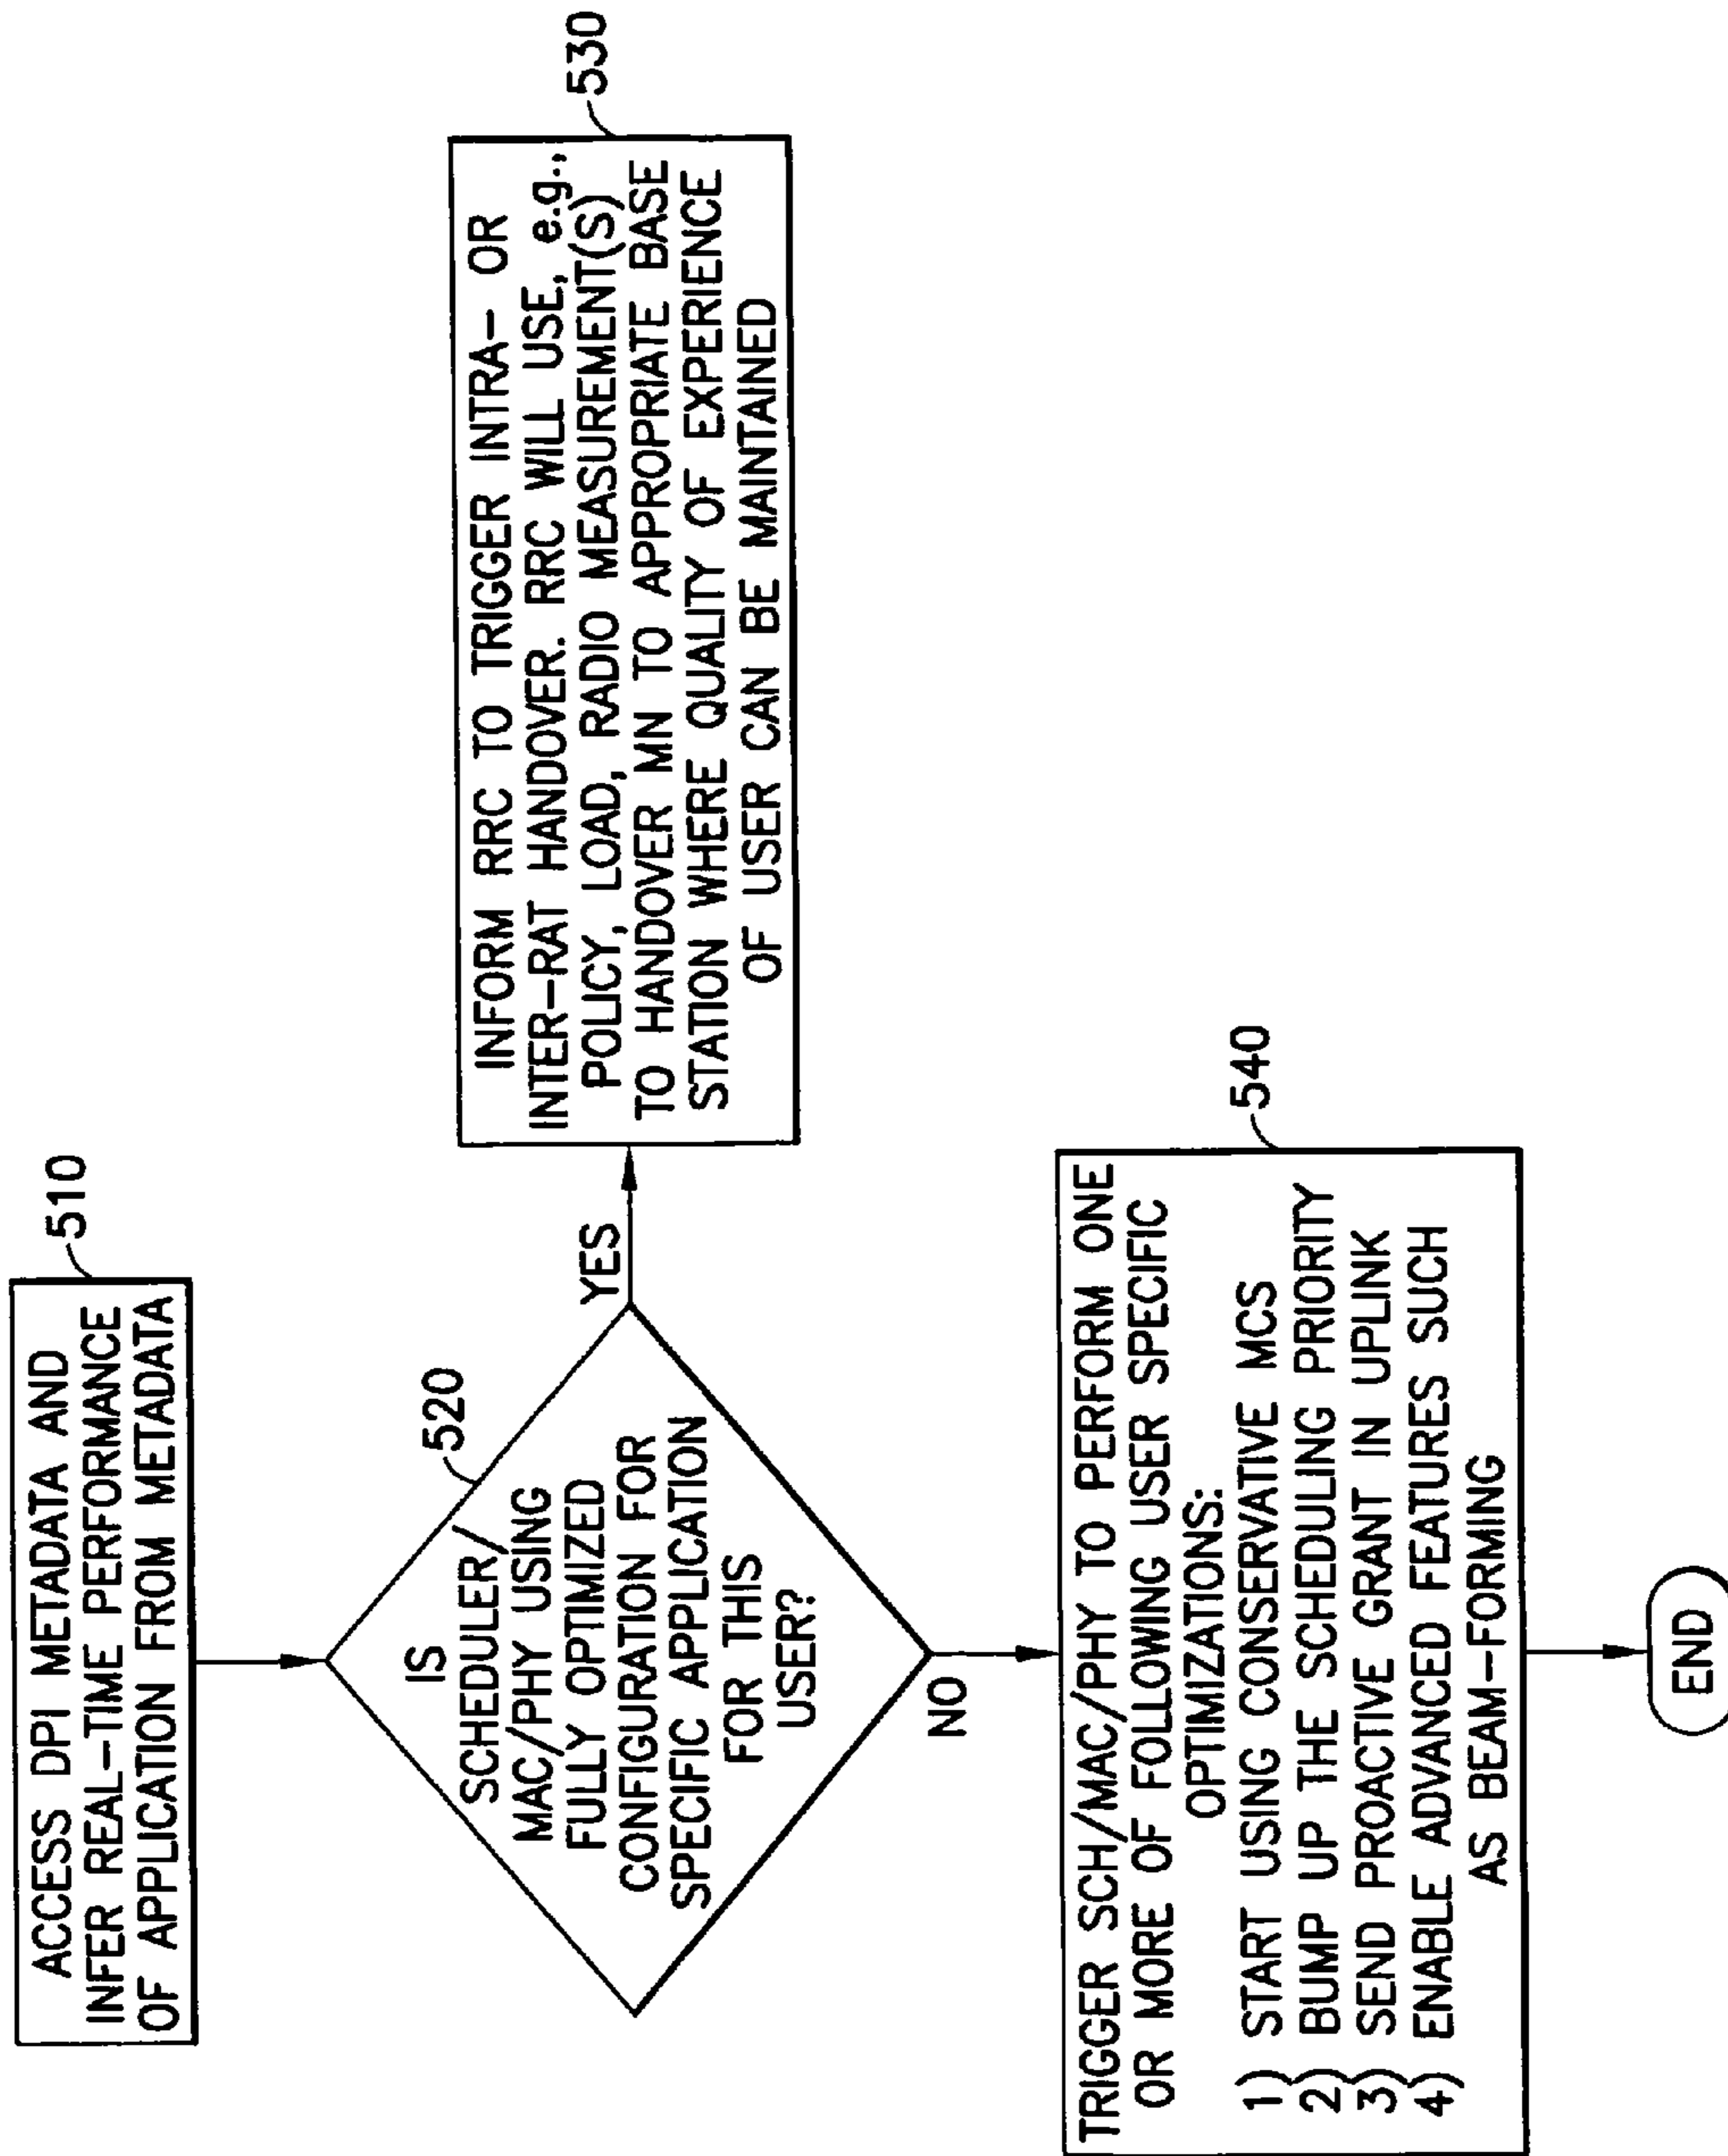 510
ACCESS DPI METADATA AND
INFER REAL-TIME PERFORMANCE
OF APPLICATION FROM METADATA
520
IS
SCHEDULER/
MAC/PHY USING
FULLY OPTIMIZED
CONFIGURATION FOR
SPECIFIC APPLICATION
FOR THIS
USER?
YES
530
INFORM RRC TO TRIGGER INTRA- OR
INTER-RAT HANDOVER. RRC WILL USE, e.g.,
POLICY, LOAD, RADIO MEASUREMENT(S)
TO HANDOVER MN TO APPROPRIATE BASE
STATION WHERE QUALITY OF EXPERIENCE
OF USER CAN BE MAINTAINED
NO
540
TRIGGER SCH/MAC/PHY TO PERFORM ONE
OR MORE OF FOLLOWING USER SPECIFIC
OPTIMIZATIONS:
1) START USING CONSERVATIVE MCS
2) BUMP UP THE SCHEDULING PRIORITY
3) SEND PROACTIVE GRANT IN UPLINK
4) ENABLE ADVANCED FEATURES SUCH
AS BEAM-FORMING
END